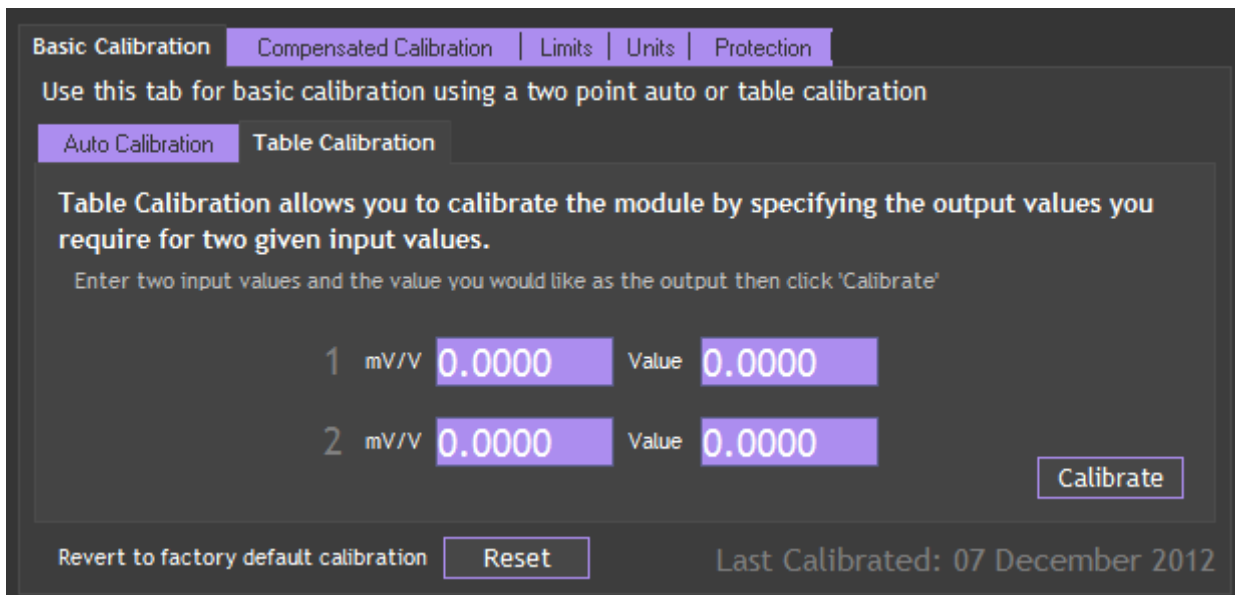 Basic Calibration Compensated Calibration Limits Units Protection
Use this tab for basic calibration using a two point auto or table calibration
Auto Calibration Table Calibration
Table Calibration allows you to calibrate the module by specifying the output values you
require for two given input values.
Enter two input values and the value you would like as the output then click 'Calibrate'
1 mV/V 0.0000 Value 0.0000
2 mV/V 0.0000 Value 0.0000
Calibrate
Revert to factory default calibration Reset Last Calibrated: 07 December 2012